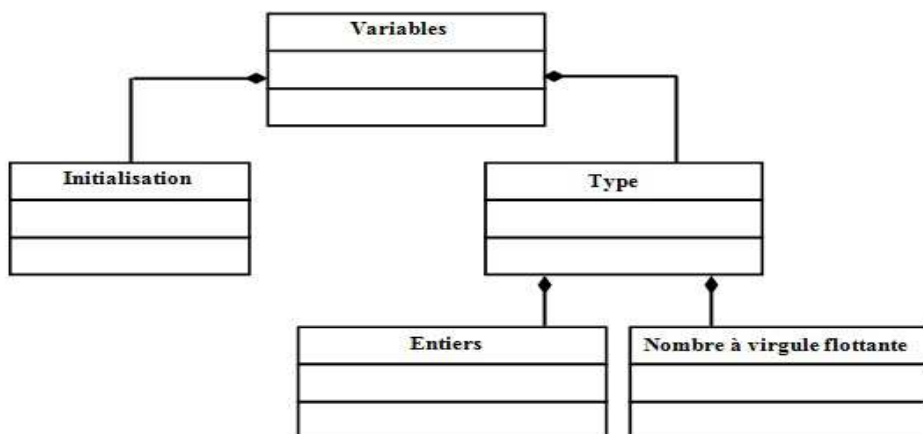 Variables
Initialisation
Type
Entiers
Nombre à virgule flottante